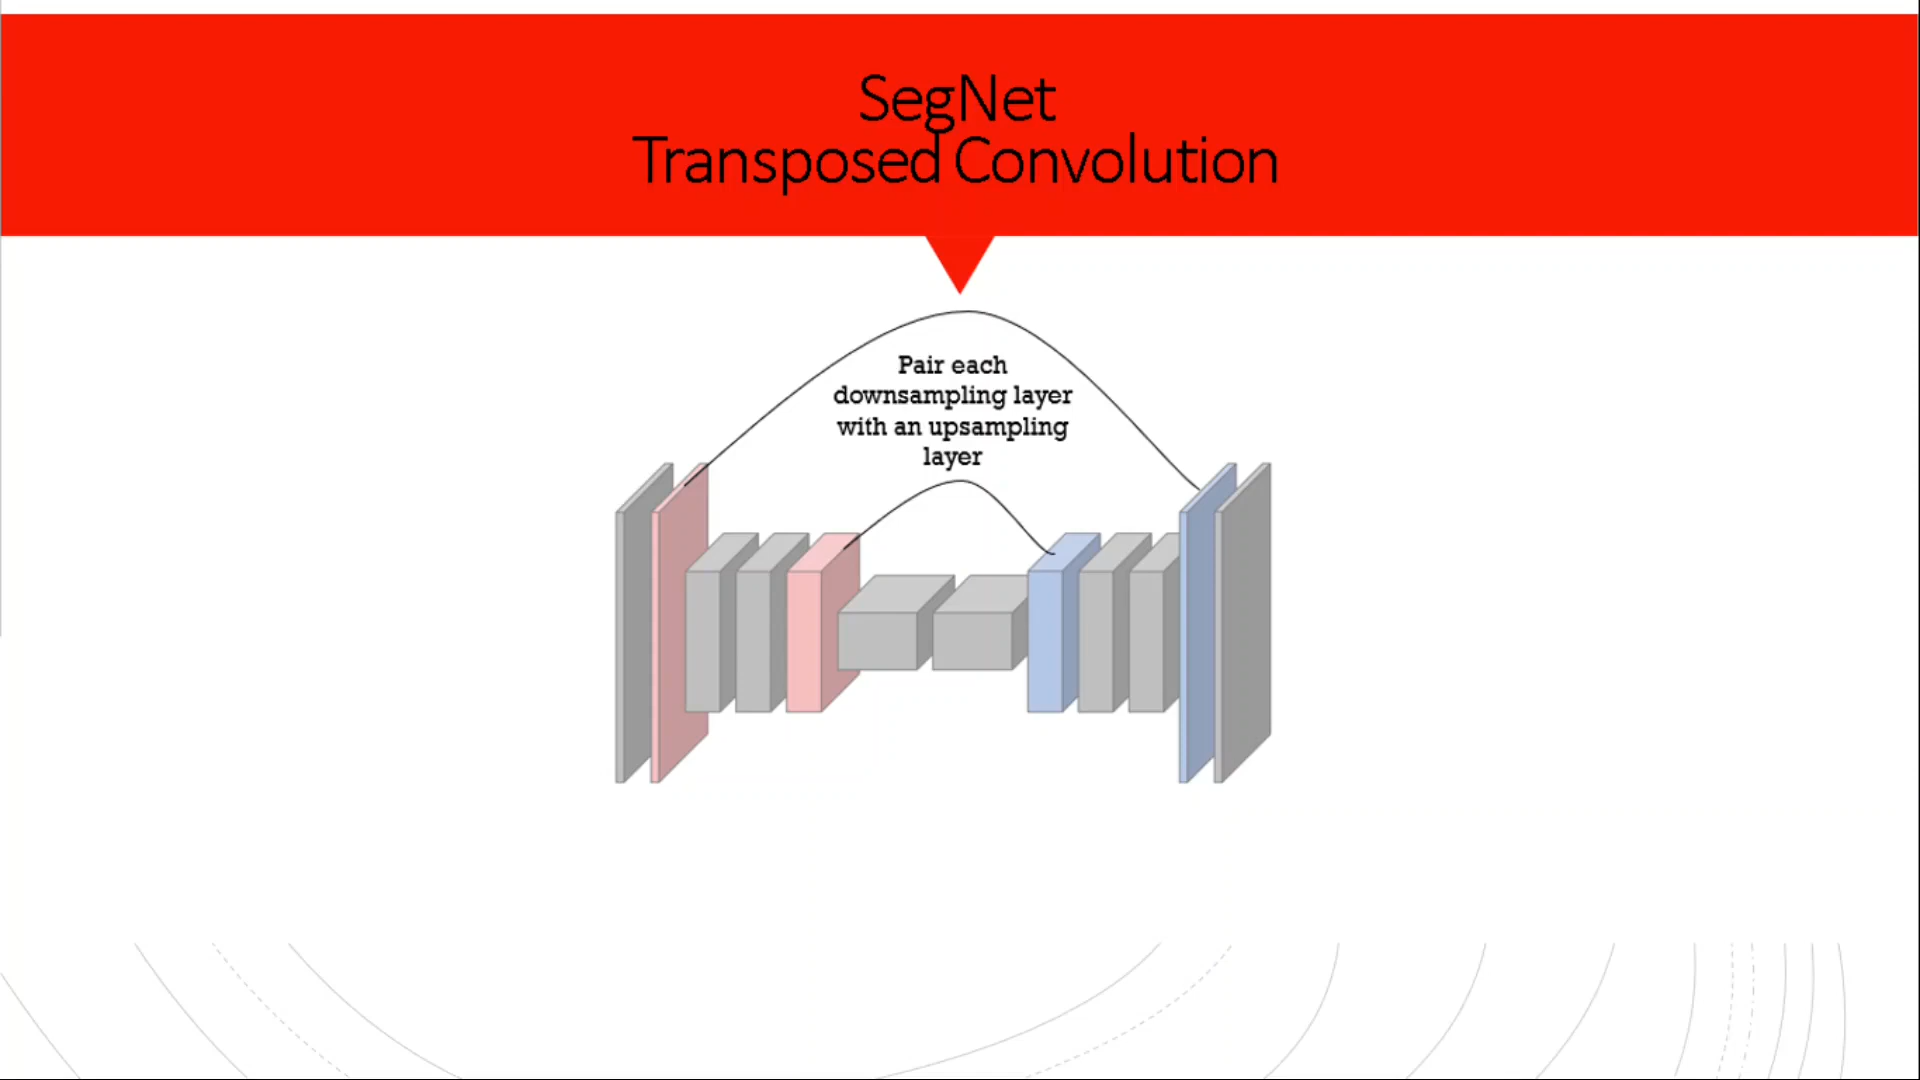 SegNet
Transposed Convolution
Pair each
downsampling layer
with an upsampling
layer